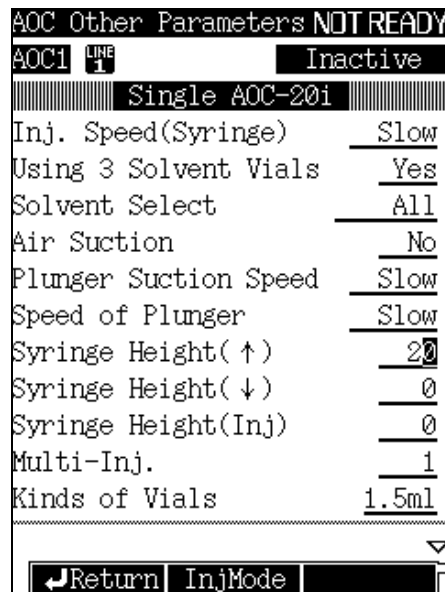 AOC Other Parameters NOT READY
AOC1 LINE 1 Inactive
Single AOC-20i
Inj. Speed(Syringe) Slow
Using 3 Solvent Vials Yes
Solvent Select All
Air Suction No
Plunger Suction Speed Slow
Speed of Plunger Slow
Syringe Height(↑) 20
Syringe Height(↓) 0
Syringe Height(Inj) 0
Multi-Inj. 1
Kinds of Vials 1.5ml
↵Return InjMode